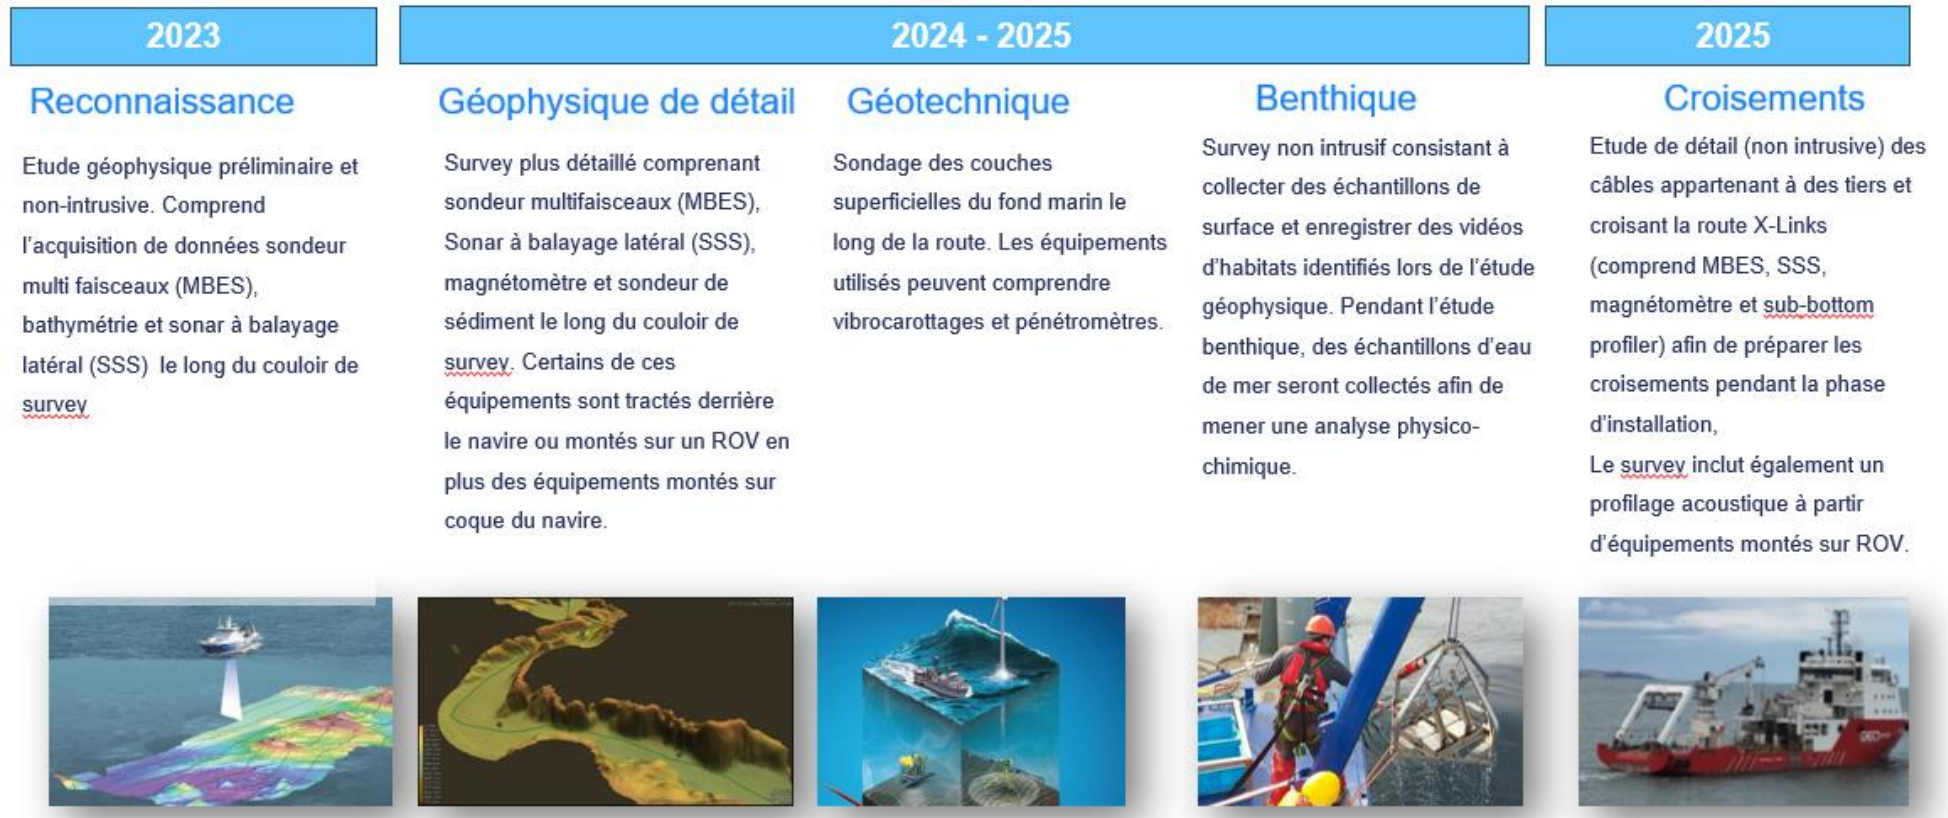 2023
2024 - 2025
2025
Reconnaissance
Etude géophysique préliminaire et
non-intrusive. Comprend
l'acquisition de données sondeur
multi faisceaux (MBES),
bathymétrie et sonar à balayage
latéral (SSS)  le long du couloir de
survey
Géophysique de détail
Survey plus détaillé comprenant
sondeur multifaisceaux (MBES),
Sonar à balayage latéral (SSS),
magnétomètre et sondeur de
sédiment le long du couloir de
survey. Certains de ces
équipements sont tractés derrière
le navire ou montés sur un ROV en
plus des équipements montés sur
coque du navire.
Géotechnique
Sondage des couches
superficielles du fond marin le
long de la route. Les équipements
utilisés peuvent comprendre
vibrocarottages et pénétromètres.
Benthique
Survey non intrusif consistant à
collecter des échantillons de
surface et enregistrer des vidéos
d'habitats identifiés lors de l'étude
géophysique. Pendant l'étude
benthique, des échantillons d'eau
de mer seront collectés afin de
mener une analyse physico-
chimique.
Croisements
Etude de détail (non intrusive) des
câbles appartenant à des tiers et
croisant la route X-Links
(comprend MBES, SSS,
magnétomètre et sub-bottom
profiler) afin de préparer les
croisements pendant la phase
d'installation,
Le survey inclut également un
profilage acoustique à partir
d'équipements montés sur ROV.